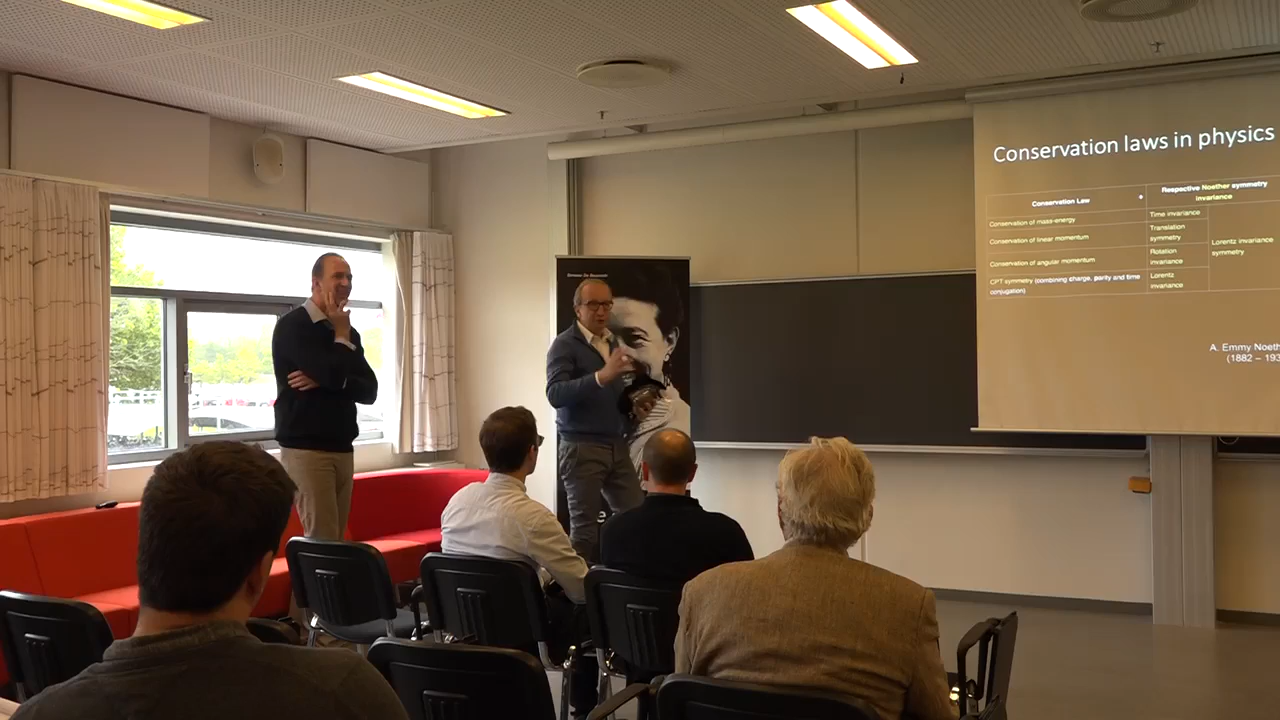 Conservation laws in physics
Conservation Law
Respective Noether symmetry
invariance
Conservation of mass-energy
Time invariance
Conservation of linear momentum
Translation
symmetry
Lorentz invariance
symmetry
Conservation of angular momentum
Rotation
invariance
CPT symmetry (combining charge, parity and time
conjugation)
Lorentz
invariance
A. Emmy Noeth
(1882 – 193